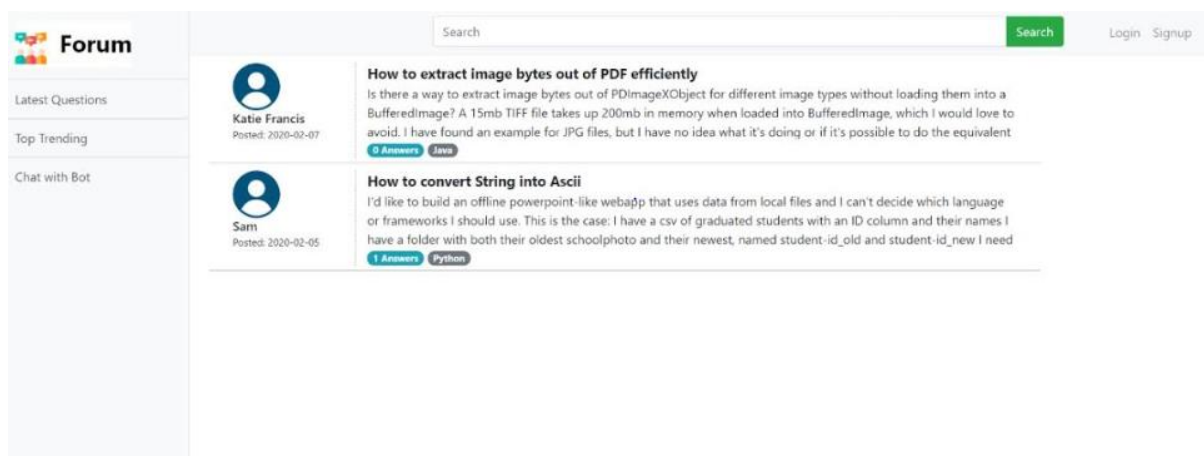 Forum
Search
Search
Login Signup
Latest Questions
Top Trending
Chat with Bot
Katie Francis
Posted: 2020-02-07
How to extract image bytes out of PDF efficiently
Is there a way to extract image bytes out of PDImageXObject for different image types without loading them into a
BufferedImage? A 15mb TIFF file takes up 200mb in memory when loaded into BufferedImage, which I would love to
avoid. I have found an example for JPG files, but I have no idea what it's doing or if it's possible to do the equivalent
0 Answers Java
Sam
Posted: 2020-02-05
How to convert String into Ascii
I'd like to build an offline powerpoint-like webapp that uses data from local files and I can't decide which language
or frameworks I should use. This is the case: I have a csv of graduated students with an ID column and their names I
have a folder with both their oldest schoolphoto and their newest, named student-id_old and student-id_new I need
1 Answers Python